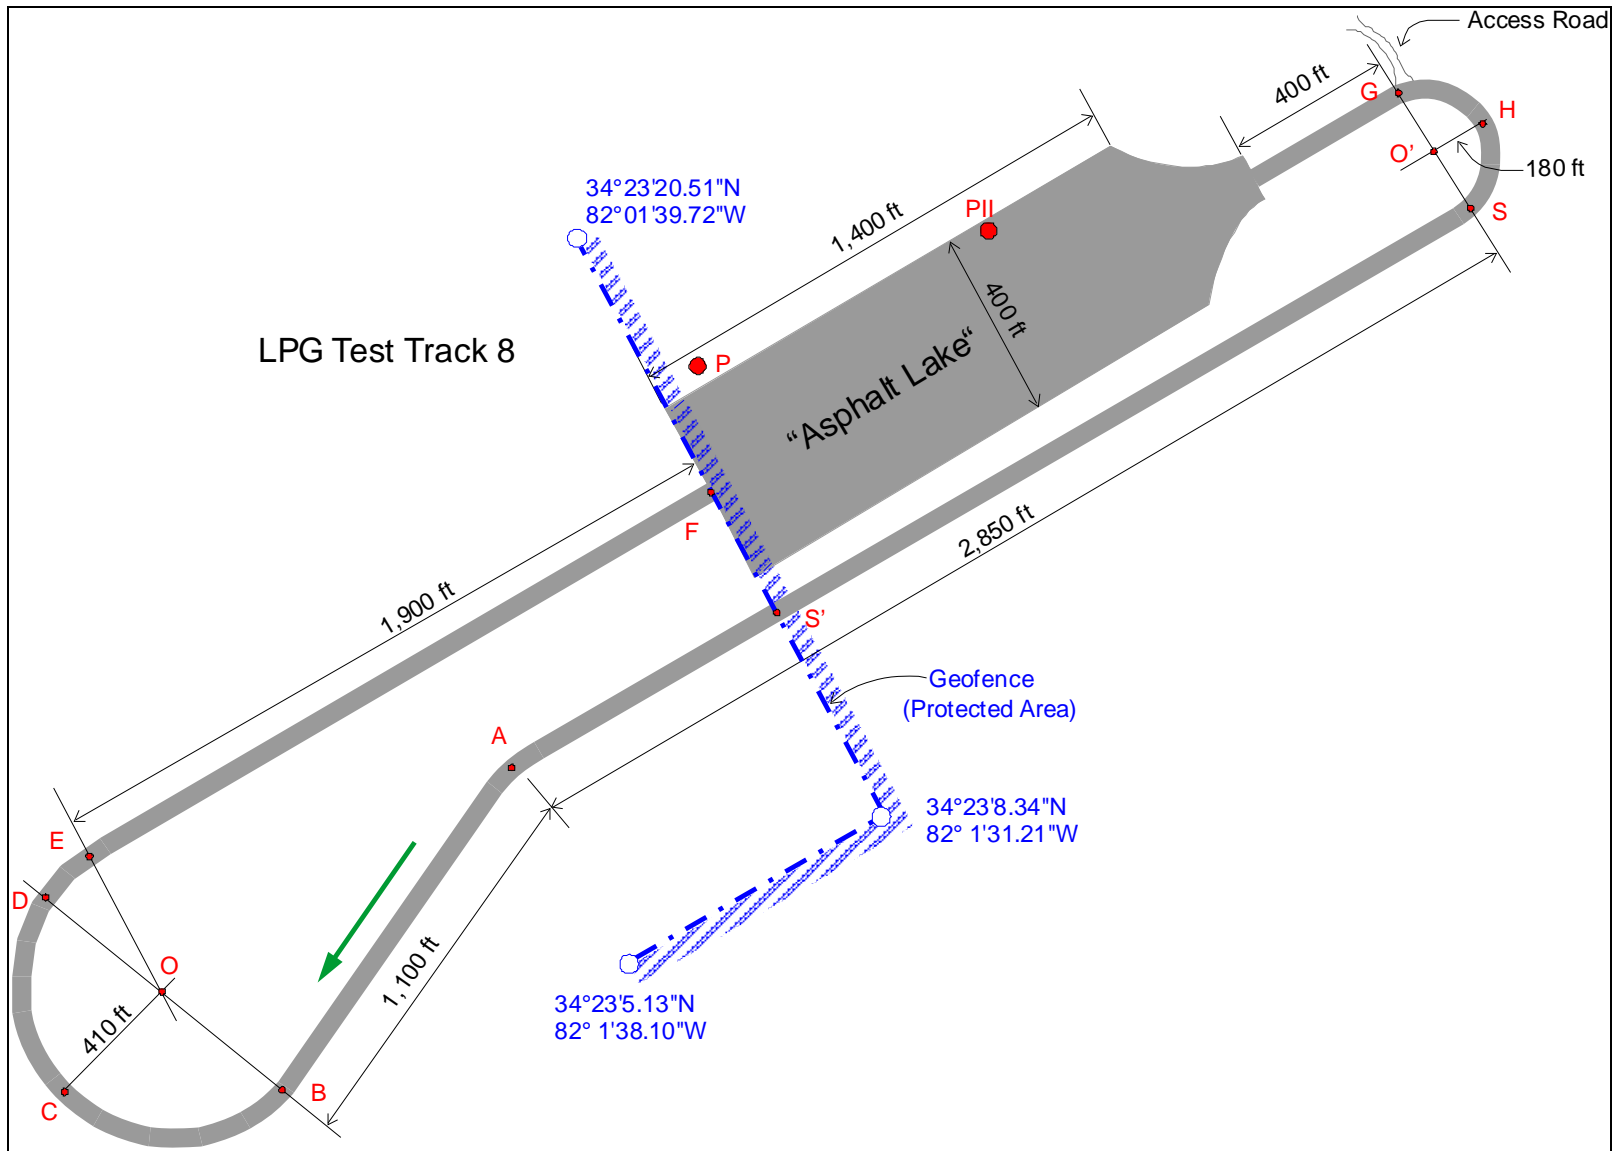 Access Road
400 ft
G
H
O’
180 ft
34°23'20.51"N
82°01'39.72"W
PII
S
1,400 ft
400 ft
LPG Test Track 8
P
“Asphalt Lake“
F
2,850 ft
1,900 ft
S’
Geofence
(Protected Area)
A
34°23'8.34"N
82° 1'31.21"W
E
D
O
1,100 ft
34°23'5.13"N
82° 1'38.10"W
410 ft
B
C